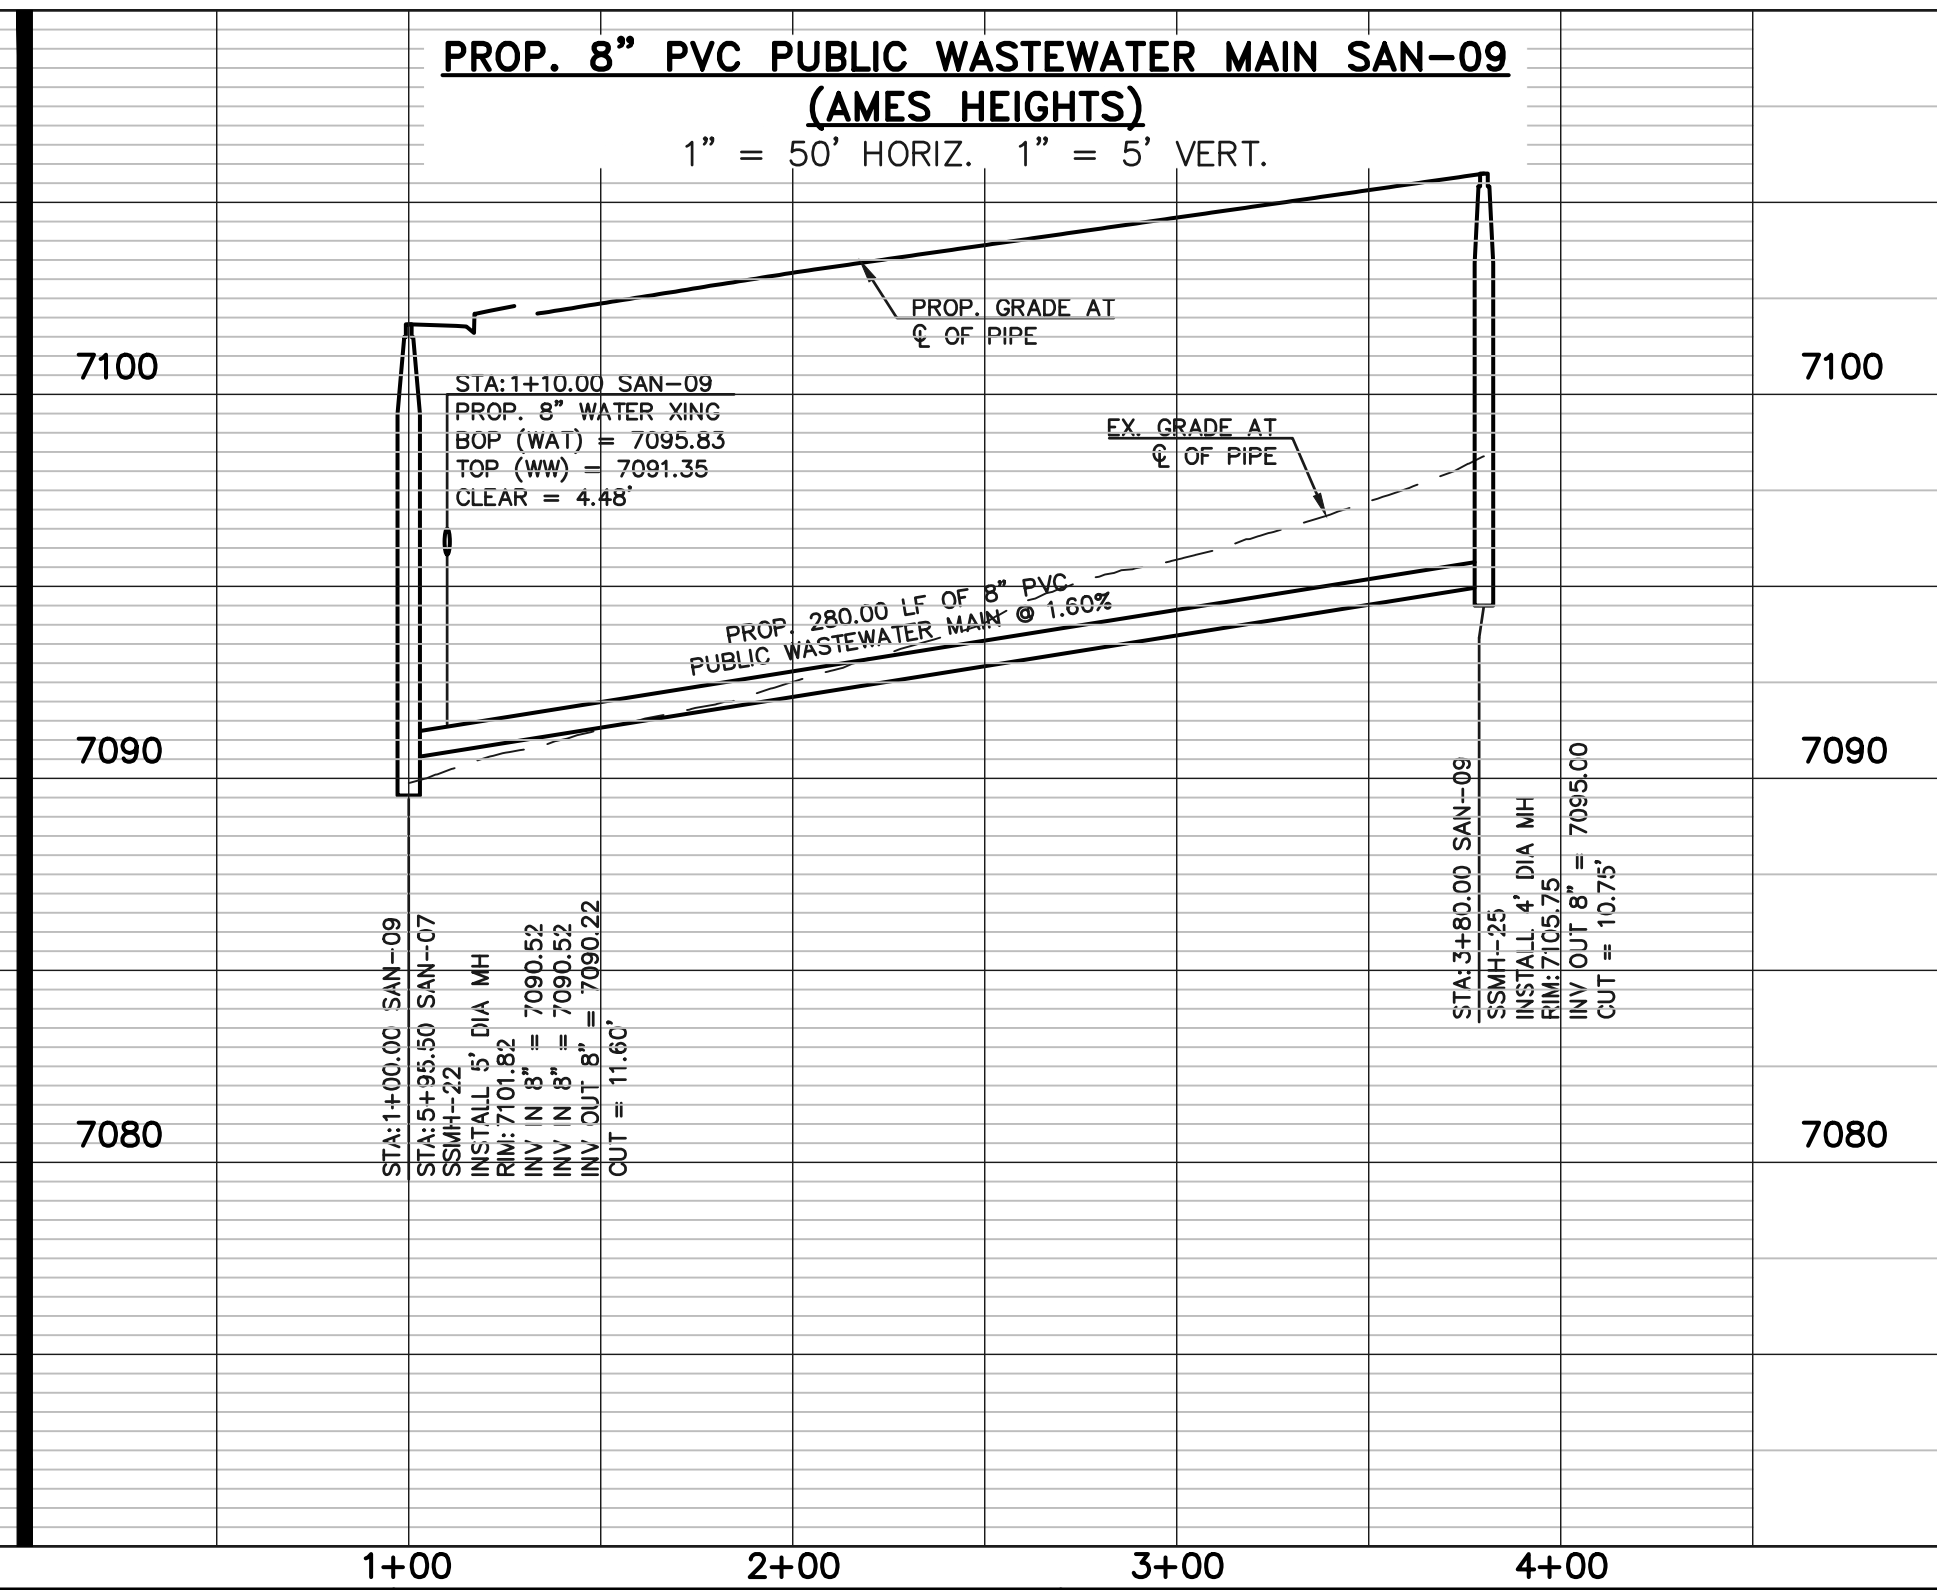 PROP. 8" PVC PUBLIC WASTEWATER MAIN SAN-09
(AMES HEIGHTS)
1" = 50' HORIZ. 1" = 5' VERT.
PROP. GRADE AT
℄ OF PIPE
7100
7100
STA:1+10.00 SAN-09
PROP. 8" WATER XING
BOP (WAT) = 7095.83
TOP (WW) = 7091.35
CLEAR = 4.48'
EX. GRADE AT
℄ OF PIPE
PROP. 280.00 LF OF 8" PVC
PUBLIC WASTEWATER MAIN @ 1.60%
7090
7090
STA:3+80.00 SAN-09
SSMH-25
INSTALL 4' DIA MH
RIM:7105.75
INV OUT 8" = 7095.00
CUT = 10.75'
STA:1+00.00 SAN-09
STA:5+95.50 SAN-07
SSMH-22
INSTALL 5' DIA MH
RIM:7101.82
INV IN 8" = 7090.52
INV IN 8" = 7090.52
INV OUT 8" = 7090.22
CUT = 11.60'
7080
7080
1+00
2+00
3+00
4+00